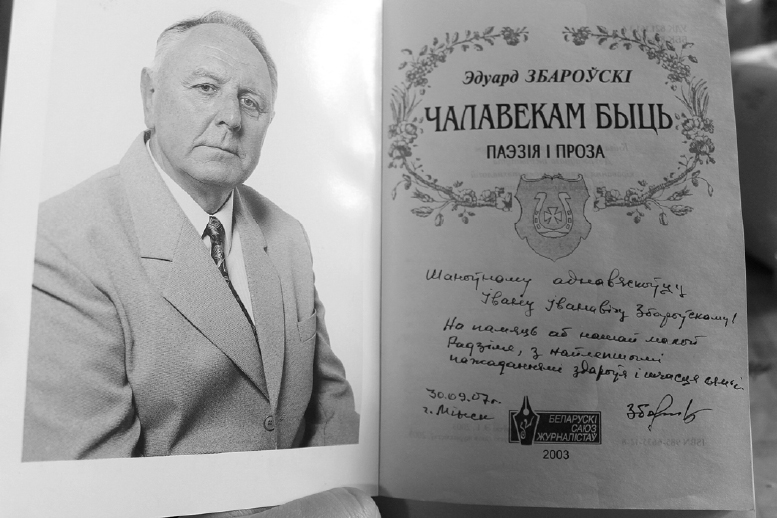 Эдуард ЗБАРОЎСКІ
ЧАЛАВЕКАМ БЫЦЬ
ПАЭЗІЯ І ПРОЗА
Шаноўнаму аднавяскоўцу
Івану Іванавічу Збароўскаму!
На памяць аб нашай малой
Радзіме, з найлепшымі
пажаданнямі здароўя і шчасця
30.09.07г.
г. Мінск
БЕЛАРУСКІ
САЮЗ
ЖУРНАЛІСТАЎ
2003